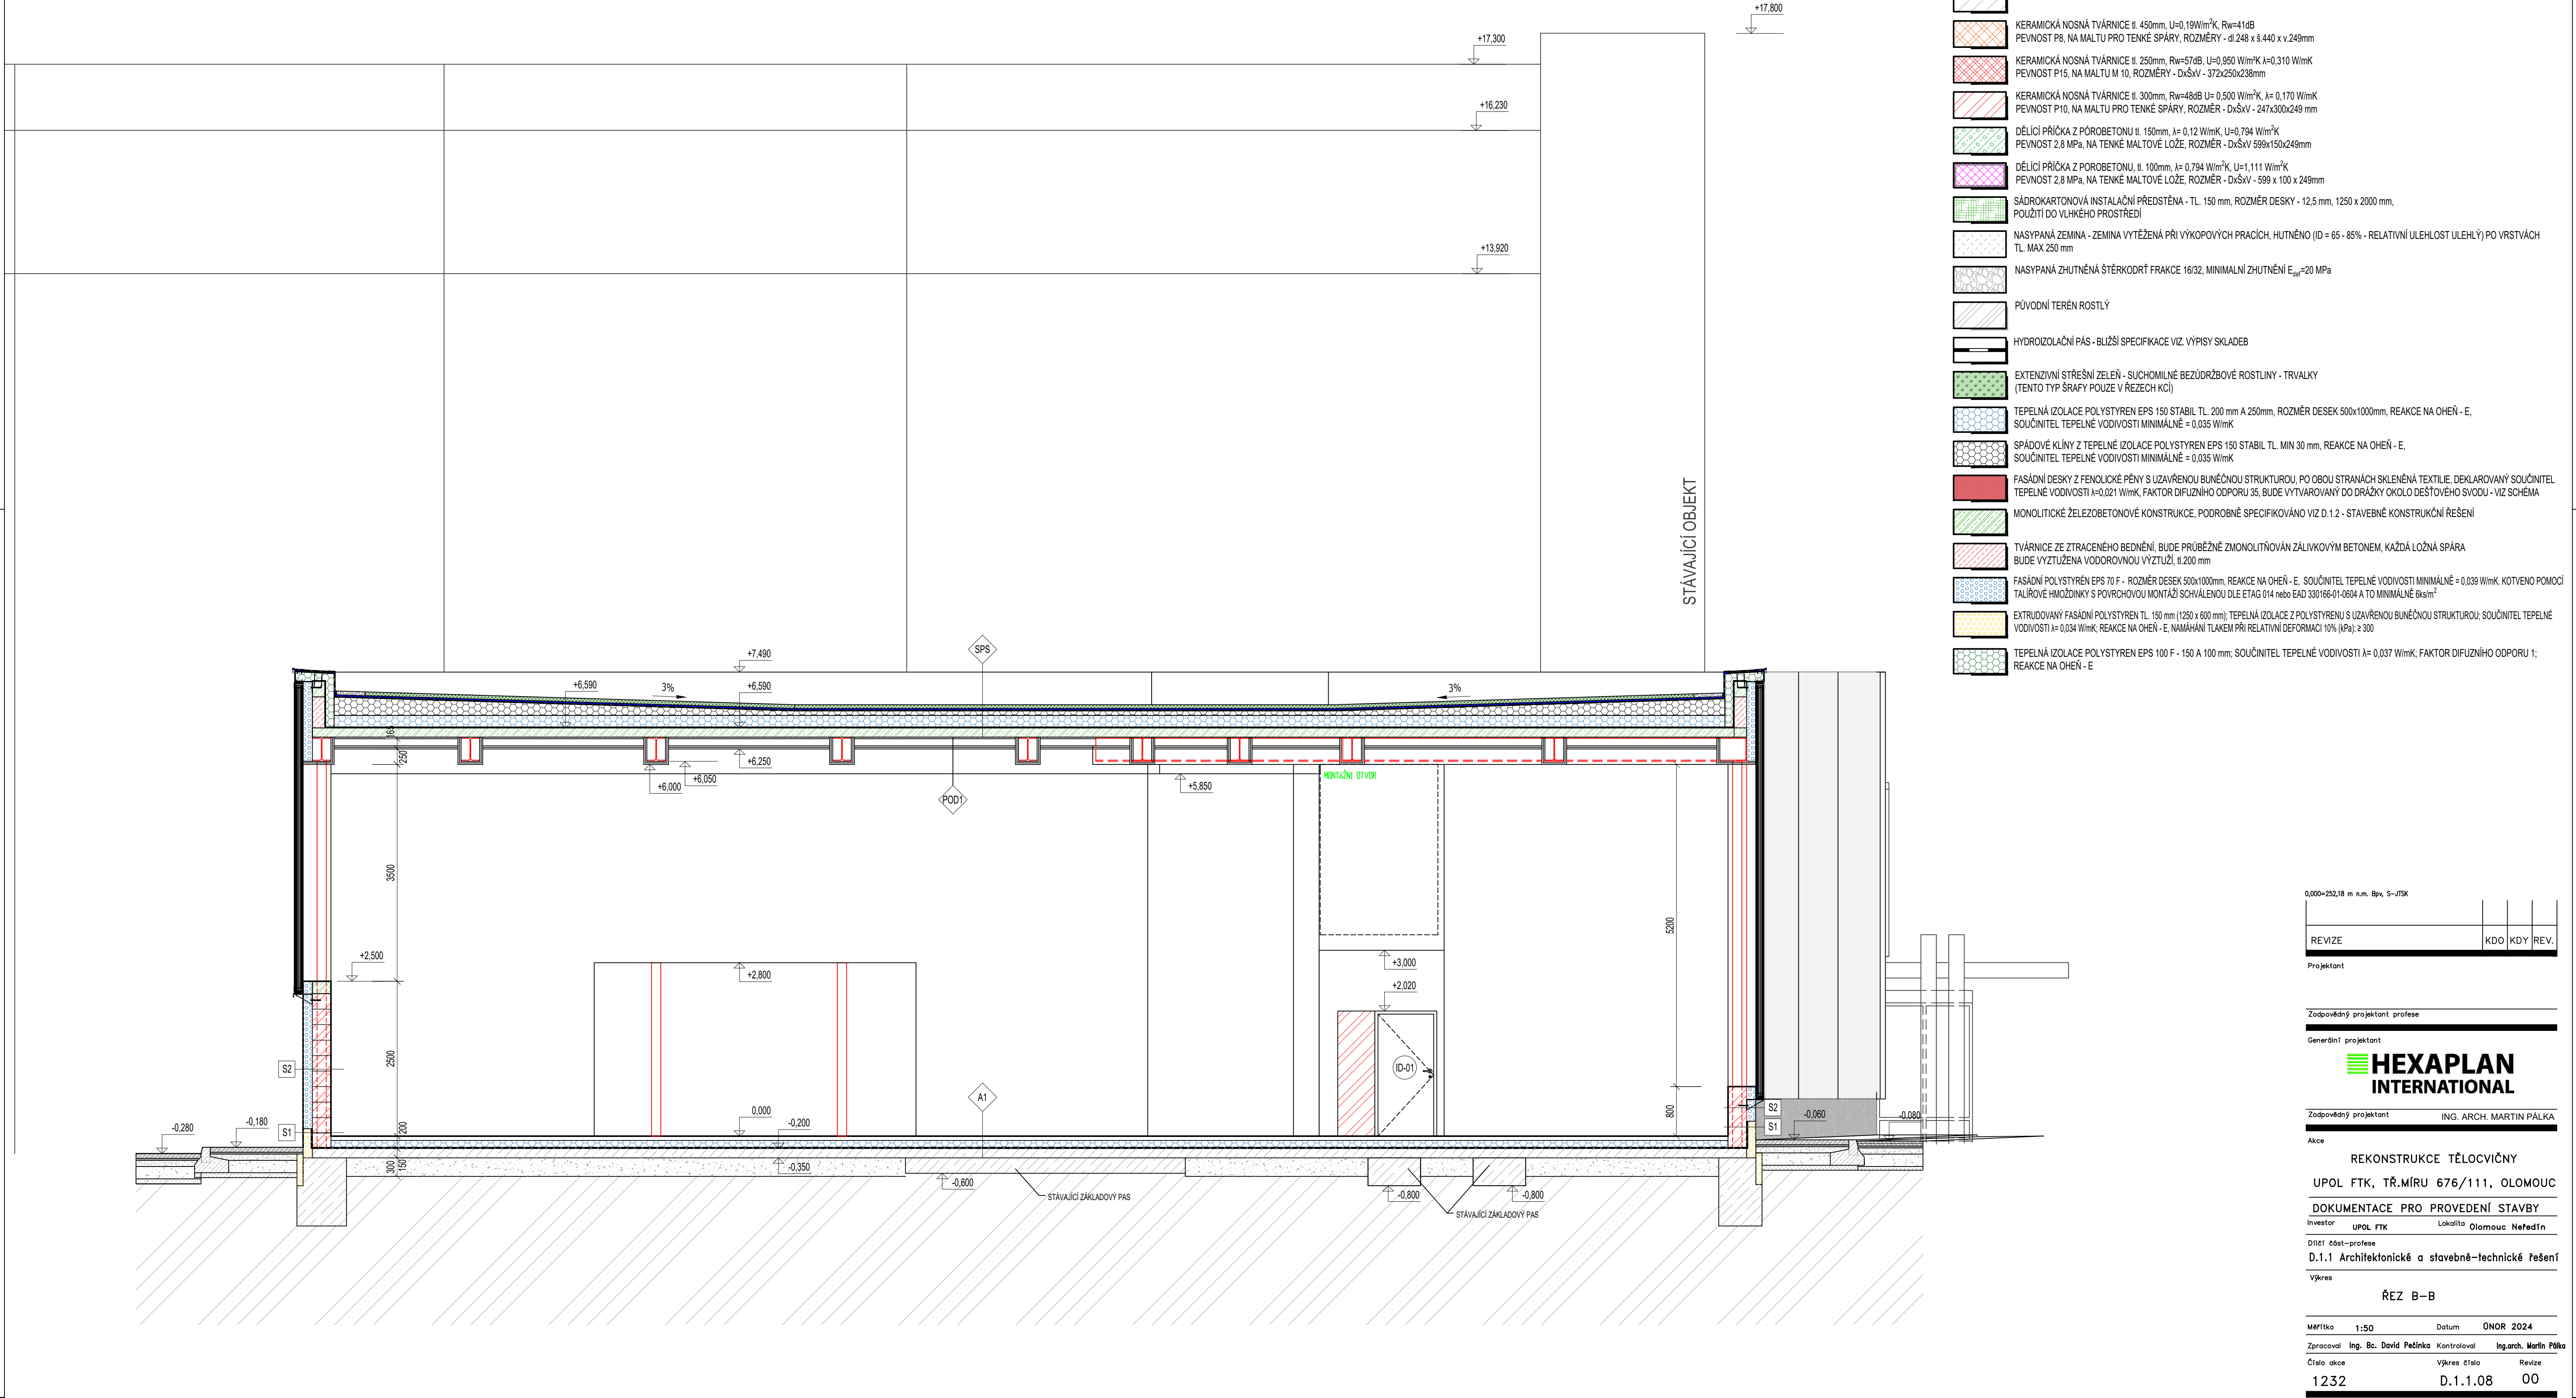 +17,800
+17,300
+16,230
+13,920
STÁVAJÍCÍ OBJEKT
+7,490
SPS
+6,590
3%
+6,590
3%
165
250
+6,250
+6,050
+6,000
+5,850
POD1
MONTÁŽNÍ OTVOR
3500
5200
+2,500
+2,800
+3,000
+2,020
2500
S2
ID-01
A1
0,000
-0,200
800
S2
-0,060
-0,080
S1
-0,180
-0,280
S1
200
300
150
-0,350
-0,600
STÁVAJÍCÍ ZÁKLADOVÝ PAS
-0,800
-0,800
STÁVAJÍCÍ ZÁKLADOVÝ PAS
KERAMICKÁ NOSNÁ TVÁRNICE tl. 450mm, U=0,19W/m²K, Rw=41dB
PEVNOST P8, NA MALTU PRO TENKÉ SPÁRY, ROZMĚRY - dl.248 x š.440 x v.249mm
KERAMICKÁ NOSNÁ TVÁRNICE tl. 250mm, Rw=57dB, U=0,950 W/m²K λ=0,310 W/mK
PEVNOST P15, NA MALTU M 10, ROZMĚRY - DxŠxV - 372x250x238mm
KERAMICKÁ NOSNÁ TVÁRNICE tl. 300mm, Rw=48dB U= 0,500 W/m²K, λ= 0,170 W/mK
PEVNOST P10, NA MALTU PRO TENKÉ SPÁRY, ROZMĚR - DxŠxV - 247x300x249 mm
DĚLÍCÍ PŘÍČKA Z PÓROBETONU tl. 150mm, λ= 0,12 W/mK, U=0,794 W/m²K
PEVNOST 2,8 MPa, NA TENKÉ MALTOVÉ LOŽE, ROZMĚR - DxŠxV 599x150x249mm
DĚLÍCÍ PŘÍČKA Z POROBETONU, tl. 100mm, λ= 0,794 W/m²K, U=1,111 W/m²K
PEVNOST 2,8 MPa, NA TENKÉ MALTOVÉ LOŽE, ROZMĚR - DxŠxV - 599 x 100 x 249mm
SÁDROKARTONOVÁ INSTALAČNÍ PŘEDSTĚNA - TL. 150 mm, ROZMĚR DESKY - 12,5 mm, 1250 x 2000 mm,
POUŽITÍ DO VLHKÉHO PROSTŘEDÍ
NASYPANÁ ZEMINA - ZEMINA VYTĚŽENÁ PŘI VÝKOPOVÝCH PRACÍCH, HUTNĚNO (ID = 65 - 85% - RELATIVNÍ ULEHLOST ULEHLÝ) PO VRSTVÁCH
TL. MAX 250 mm
NASYPANÁ ZHUTNĚNÁ ŠTĚRKODRŤ FRAKCE 16/32, MINIMALNÍ ZHUTNĚNÍ Edef=20 MPa
PŮVODNÍ TERÉN ROSTLÝ
HYDROIZOLAČNÍ PÁS - BLIŽŠÍ SPECIFIKACE VIZ. VÝPISY SKLADEB
EXTENZIVNÍ STŘEŠNÍ ZELEŇ - SUCHOMILNÉ BEZÚDRŽBOVÉ ROSTLINY - TRVALKY
(TENTO TYP ŠRAFY POUZE V ŘEZECH KCÍ)
TEPELNÁ IZOLACE POLYSTYREN EPS 150 STABIL TL. 200 mm A 250mm, ROZMĚR DESEK 500x1000mm, REAKCE NA OHEŇ - E,
SOUČINITEL TEPELNÉ VODIVOSTI MINIMÁLNĚ = 0,035 W/mK
SPÁDOVÉ KLÍNY Z TEPELNÉ IZOLACE POLYSTYREN EPS 150 STABIL TL. MIN 30 mm, REAKCE NA OHEŇ - E,
SOUČINITEL TEPELNÉ VODIVOSTI MINIMÁLNĚ = 0,035 W/mK
FASÁDNÍ DESKY Z FENOLICKÉ PĚNY S UZAVŘENOU BUNĚČNOU STRUKTUROU, PO OBOU STRANÁCH SKLENĚNÁ TEXTILIE, DEKLAROVANÝ SOUČINITEL
TEPELNÉ VODIVOSTI λ=0,021 W/mK, FAKTOR DIFUZNÍHO ODPORU 35, BUDE VYTVAROVANÝ DO DRÁŽKY OKOLO DEŠŤOVÉHO SVODU - VIZ SCHÉMA
MONOLITICKÉ ŽELEZOBETONOVÉ KONSTRUKCE, PODROBNĚ SPECIFIKOVÁNO VIZ D.1.2 - STAVEBNĚ KONSTRUKČNÍ ŘEŠENÍ
TVÁRNICE ZE ZTRACENÉHO BEDNĚNÍ, BUDE PRŮBĚŽNĚ ZMONOLITŇOVÁN ZÁLIVKOVÝM BETONEM, KAŽDÁ LOŽNÁ SPÁRA
BUDE VYZTUŽENA VODOROVNOU VÝZTUŽÍ, tl.200 mm
FASÁDNÍ POLYSTYRÉN EPS 70 F - ROZMĚR DESEK 500x1000mm, REAKCE NA OHEŇ - E, SOUČINITEL TEPELNÉ VODIVOSTI MINIMÁLNĚ = 0,039 W/mK. KOTVENO POMOCÍ
TALÍŘOVÉ HMOŽDINKY S POVRCHOVOU MONTÁŽÍ SCHVÁLENOU DLE ETAG 014 nebo EAD 330166-01-0604 A TO MINIMÁLNĚ 6ks/m²
EXTRUDOVANÝ FASÁDNÍ POLYSTYREN TL. 150 mm (1250 x 600 mm); TEPELNÁ IZOLACE Z POLYSTYRENU S UZAVŘENOU BUNĚČNOU STRUKTUROU; SOUČINITEL TEPELNÉ
VODIVOSTI λ= 0,034 W/mK; REAKCE NA OHEŇ - E, NAMÁHÁNÍ TLAKEM PŘI RELATIVNÍ DEFORMACI 10% (kPa): ≥ 300
TEPELNÁ IZOLACE POLYSTYREN EPS 100 F - 150 A 100 mm; SOUČINITEL TEPELNÉ VODIVOSTI λ= 0,037 W/mK; FAKTOR DIFUZNÍHO ODPORU 1;
REAKCE NA OHEŇ - E
0,000=252,18 m n.m. Bpv, S-JTSK
REVIZE KDO KDY REV.
Projektant
Zodpovědný projektant profese
Generální projektant
HEXAPLAN
INTERNATIONAL
Zodpovědný projektant ING. ARCH. MARTIN PÁLKA
Akce
REKONSTRUKCE TĚLOCVIČNY
UPOL FTK, TŘ.MÍRU 676/111, OLOMOUC
DOKUMENTACE PRO PROVEDENÍ STAVBY
Investor UPOL FTK Lokalita Olomouc Neředín
Dílčí část-profese
D.1.1 Architektonické a stavebně-technické řešení
Výkres
ŘEZ B-B
Měřítko 1:50 Datum ÚNOR 2024
Zpracoval Ing. Bc. David Pečinka Kontroloval Ing.arch. Martin Pálka
Číslo akce Výkres číslo Revize
1232 D.1.1.08 00